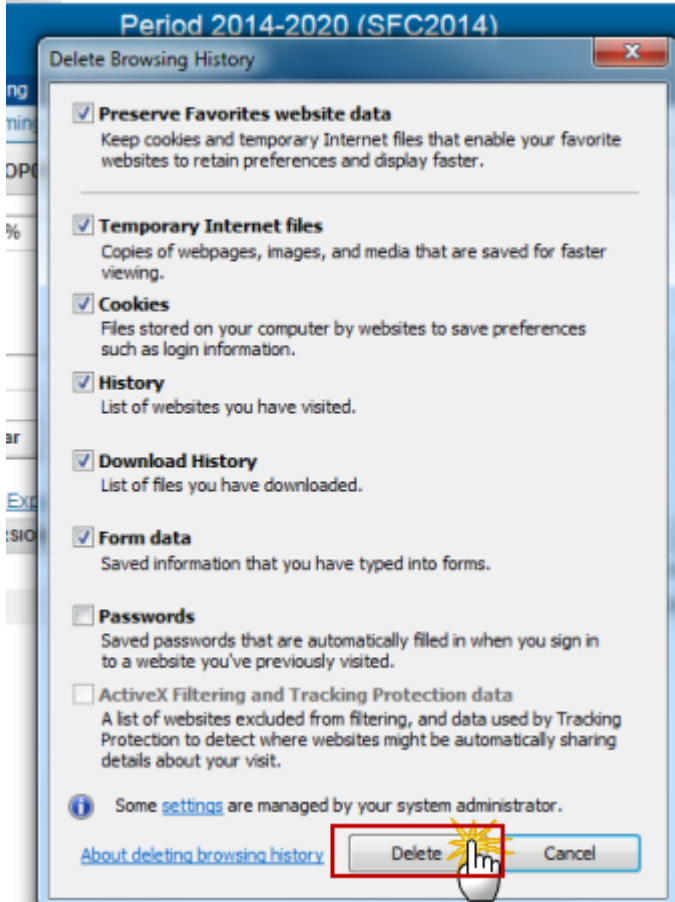 Period 2014-2020 (SFC2014)
Delete Browsing History
ng
ming
OP
%
ar
Exp
SIO
Preserve Favorites website data
Keep cookies and temporary Internet files that enable your favorite
websites to retain preferences and display faster.
Temporary Internet files
Copies of webpages, images, and media that are saved for faster
viewing.
Cookies
Files stored on your computer by websites to save preferences
such as login information.
History
List of websites you have visited.
Download History
List of files you have downloaded.
Form data
Saved information that you have typed into forms.
Passwords
Saved passwords that are automatically filled in when you sign in
to a website you've previously visited.
ActiveX Filtering and Tracking Protection data
A list of websites excluded from filtering, and data used by Tracking
Protection to detect where websites might be automatically sharing
details about your visit.
Some settings are managed by your system administrator.
About deleting browsing history Delete Cancel